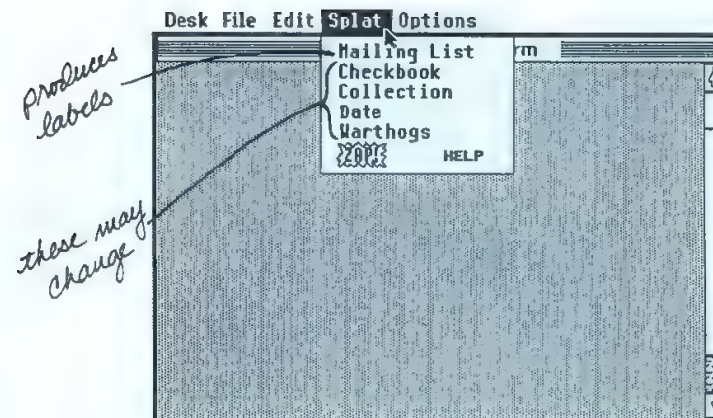 Desk File Edit Splat Options
rm
Mailing List
Checkbook
Collection
Date
Warthogs
ZAP! HELP
produces
labels
these may
change